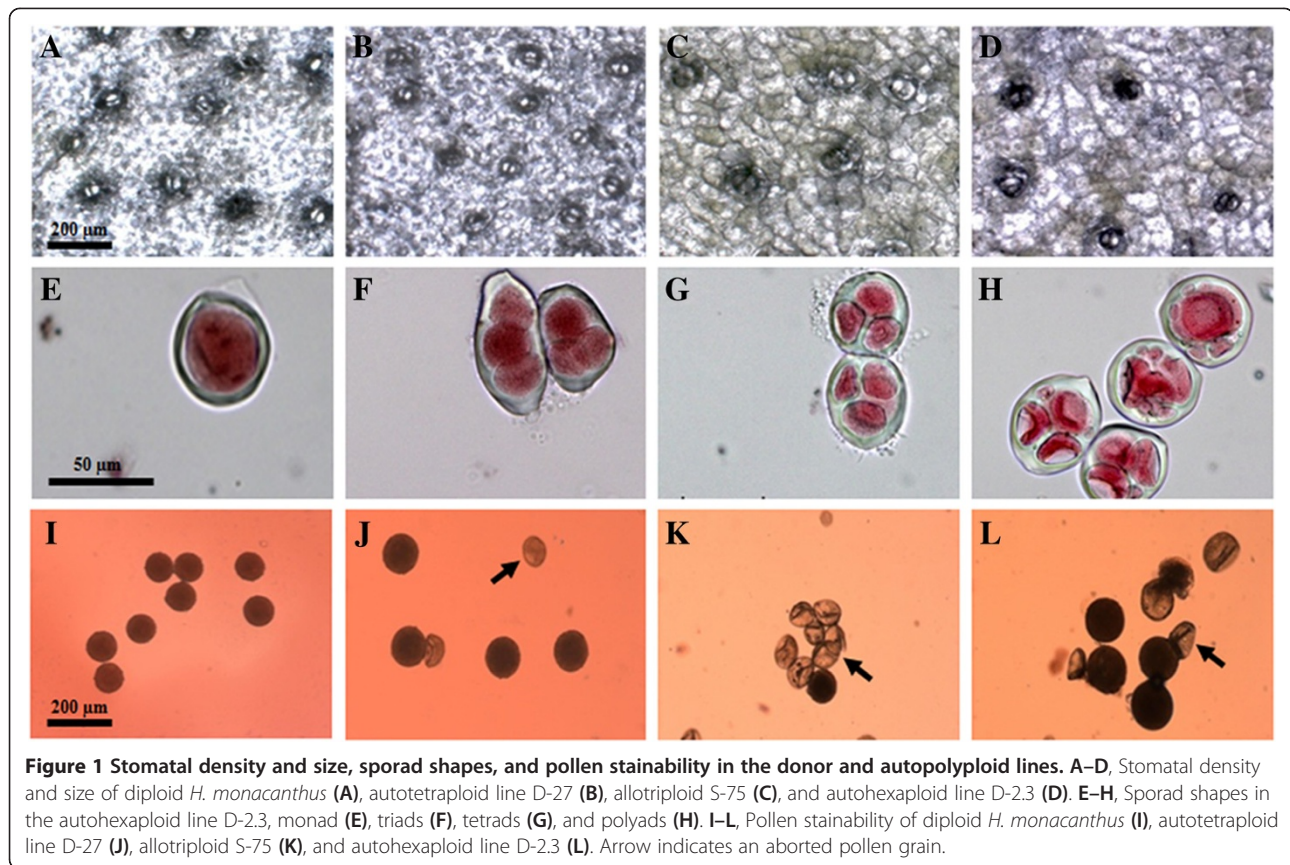 A
B
C
D
200 µm
E
F
G
H
50 µm
I
J
K
L
200 µm
Figure 1 Stomatal density and size, sporad shapes, and pollen stainability in the donor and autopolyploid lines. A–D, Stomatal density
and size of diploid H. monacanthus (A), autotetraploid line D-27 (B), allotriploid S-75 (C), and autohexaploid line D-2.3 (D). E–H, Sporad shapes in
the autohexaploid line D-2.3, monad (E), triads (F), tetrads (G), and polyads (H). I–L, Pollen stainability of diploid H. monacanthus (I), autotetraploid
line D-27 (J), allotriploid S-75 (K), and autohexaploid line D-2.3 (L). Arrow indicates an aborted pollen grain.